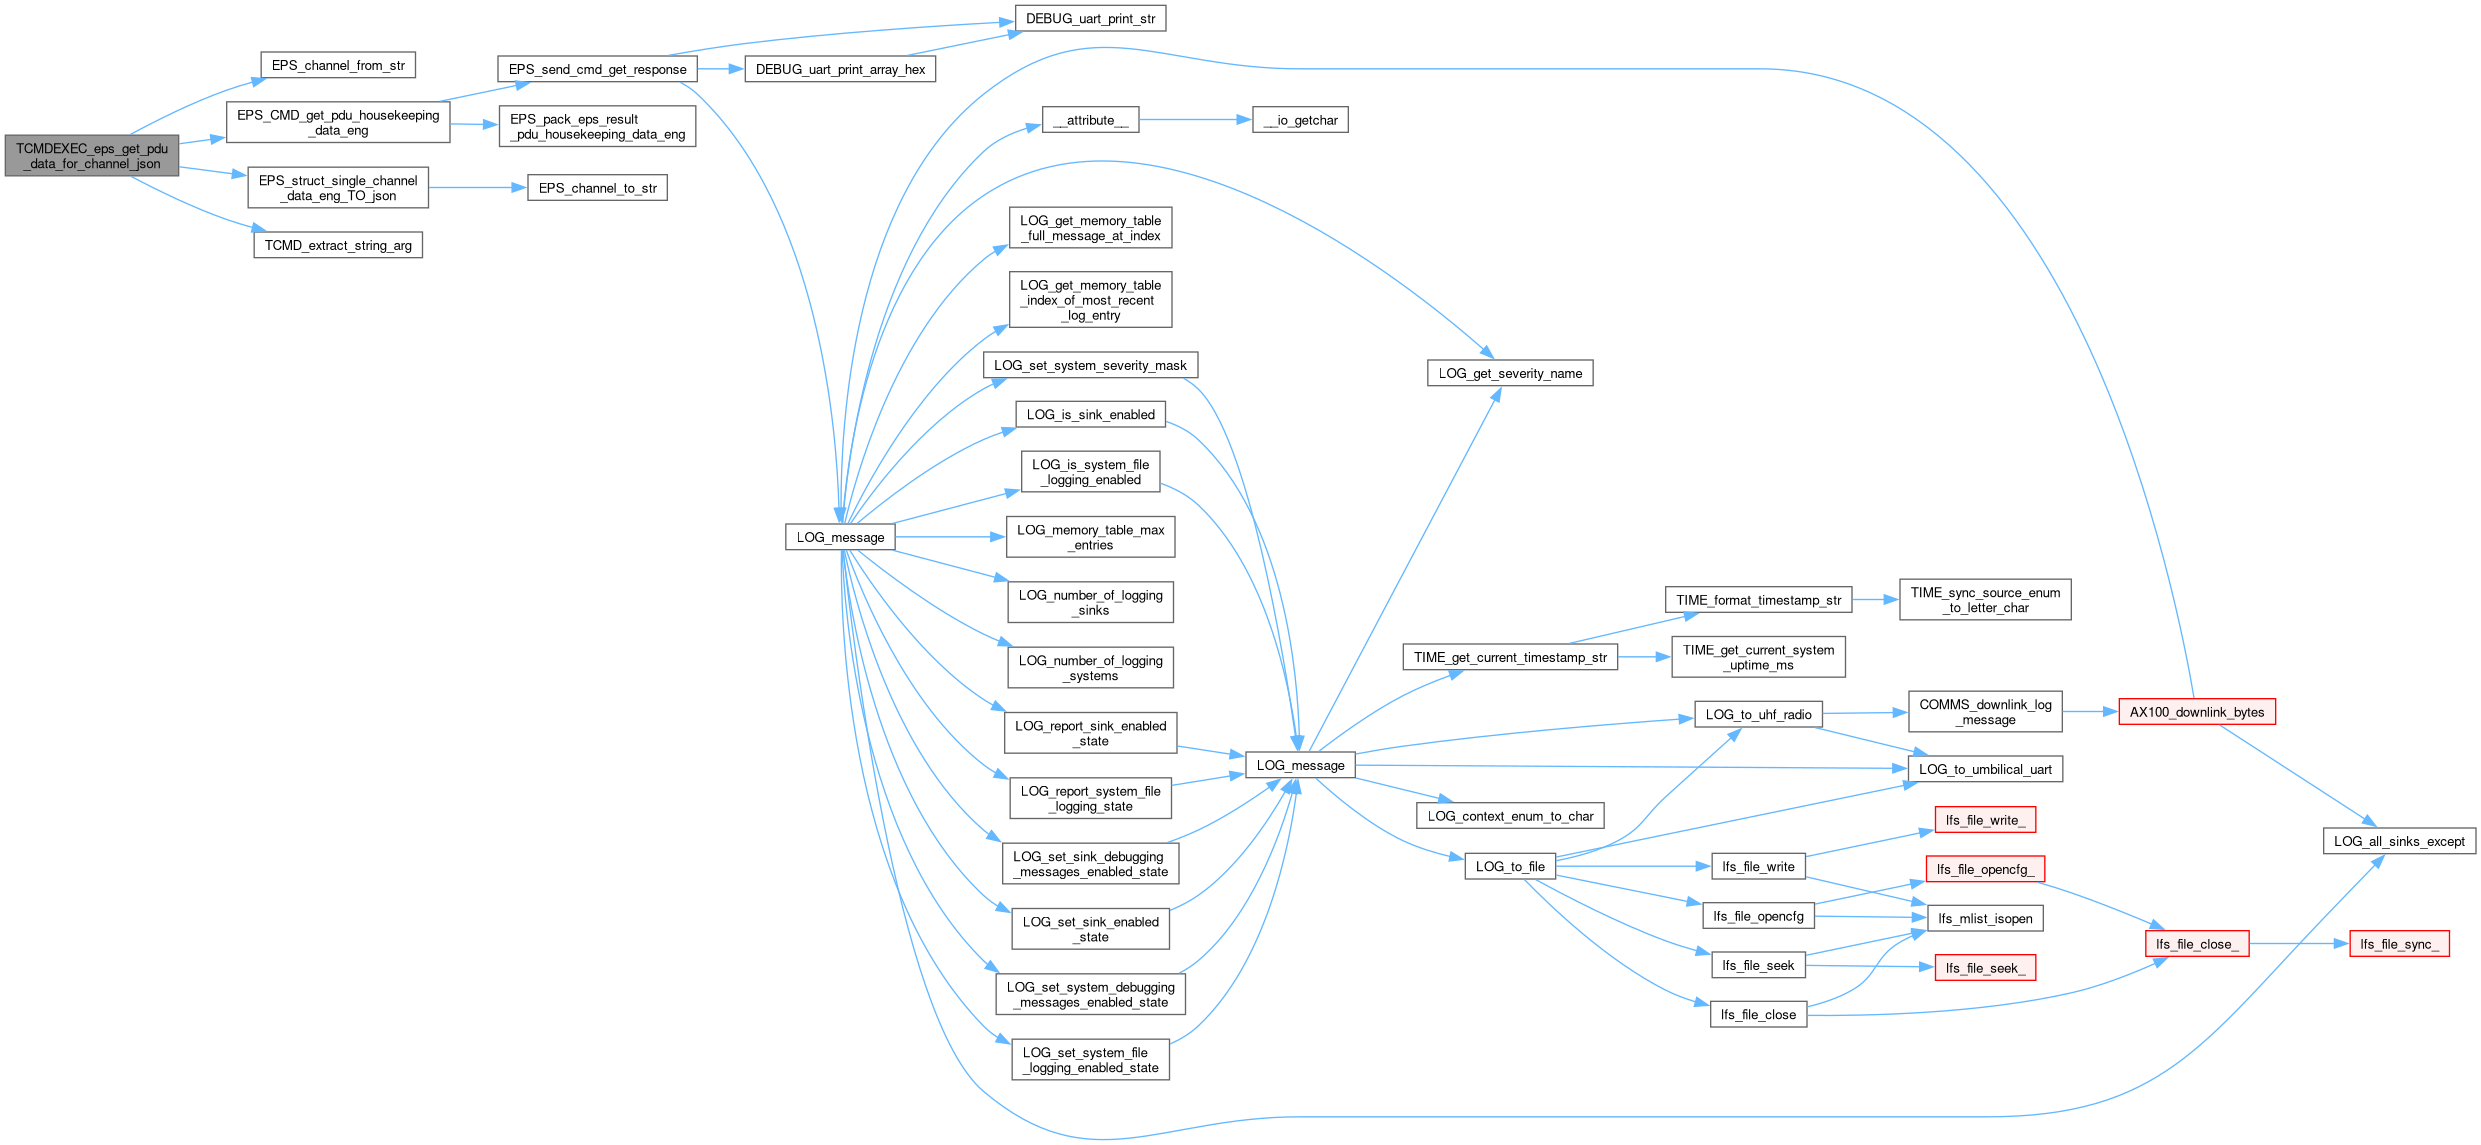 TCMDEXEC_eps_get_pdu
_data_for_channel_json
EPS_channel_from_str
EPS_CMD_get_pdu_housekeeping
_data_eng
EPS_struct_single_channel
_data_eng_TO_json
TCMD_extract_string_arg
EPS_send_cmd_get_response
EPS_pack_eps_result
_pdu_housekeeping_data_eng
EPS_channel_to_str
DEBUG_uart_print_array_hex
DEBUG_uart_print_str
LOG_message
__attribute__
__io_getchar
LOG_get_memory_table
_full_message_at_index
LOG_get_memory_table
_index_of_most_recent
_log_entry
LOG_set_system_severity_mask
LOG_is_sink_enabled
LOG_is_system_file
_logging_enabled
LOG_memory_table_max
_entries
LOG_number_of_logging
_sinks
LOG_number_of_logging
_systems
LOG_report_sink_enabled
_state
LOG_report_system_file
_logging_state
LOG_set_sink_debugging
_messages_enabled_state
LOG_set_sink_enabled
_state
LOG_set_system_debugging
_messages_enabled_state
LOG_set_system_file
_logging_enabled_state
LOG_message
LOG_get_severity_name
TIME_get_current_timestamp_str
LOG_context_enum_to_char
LOG_to_file
TIME_format_timestamp_str
TIME_get_current_system
_uptime_ms
LOG_to_uhf_radio
lfs_file_write
lfs_file_opencfg
lfs_file_seek
lfs_file_close
TIME_sync_source_enum
_to_letter_char
COMMS_downlink_log
_message
LOG_to_umbilical_uart
lfs_file_write_
lfs_file_opencfg_
lfs_mlist_isopen
lfs_file_seek_
AX100_downlink_bytes
lfs_file_close_
LOG_all_sinks_except
lfs_file_sync_